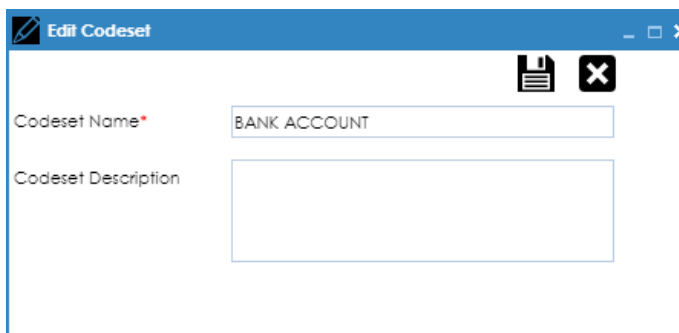 Edit Codeset
Codeset Name* BANK ACCOUNT
Codeset Description